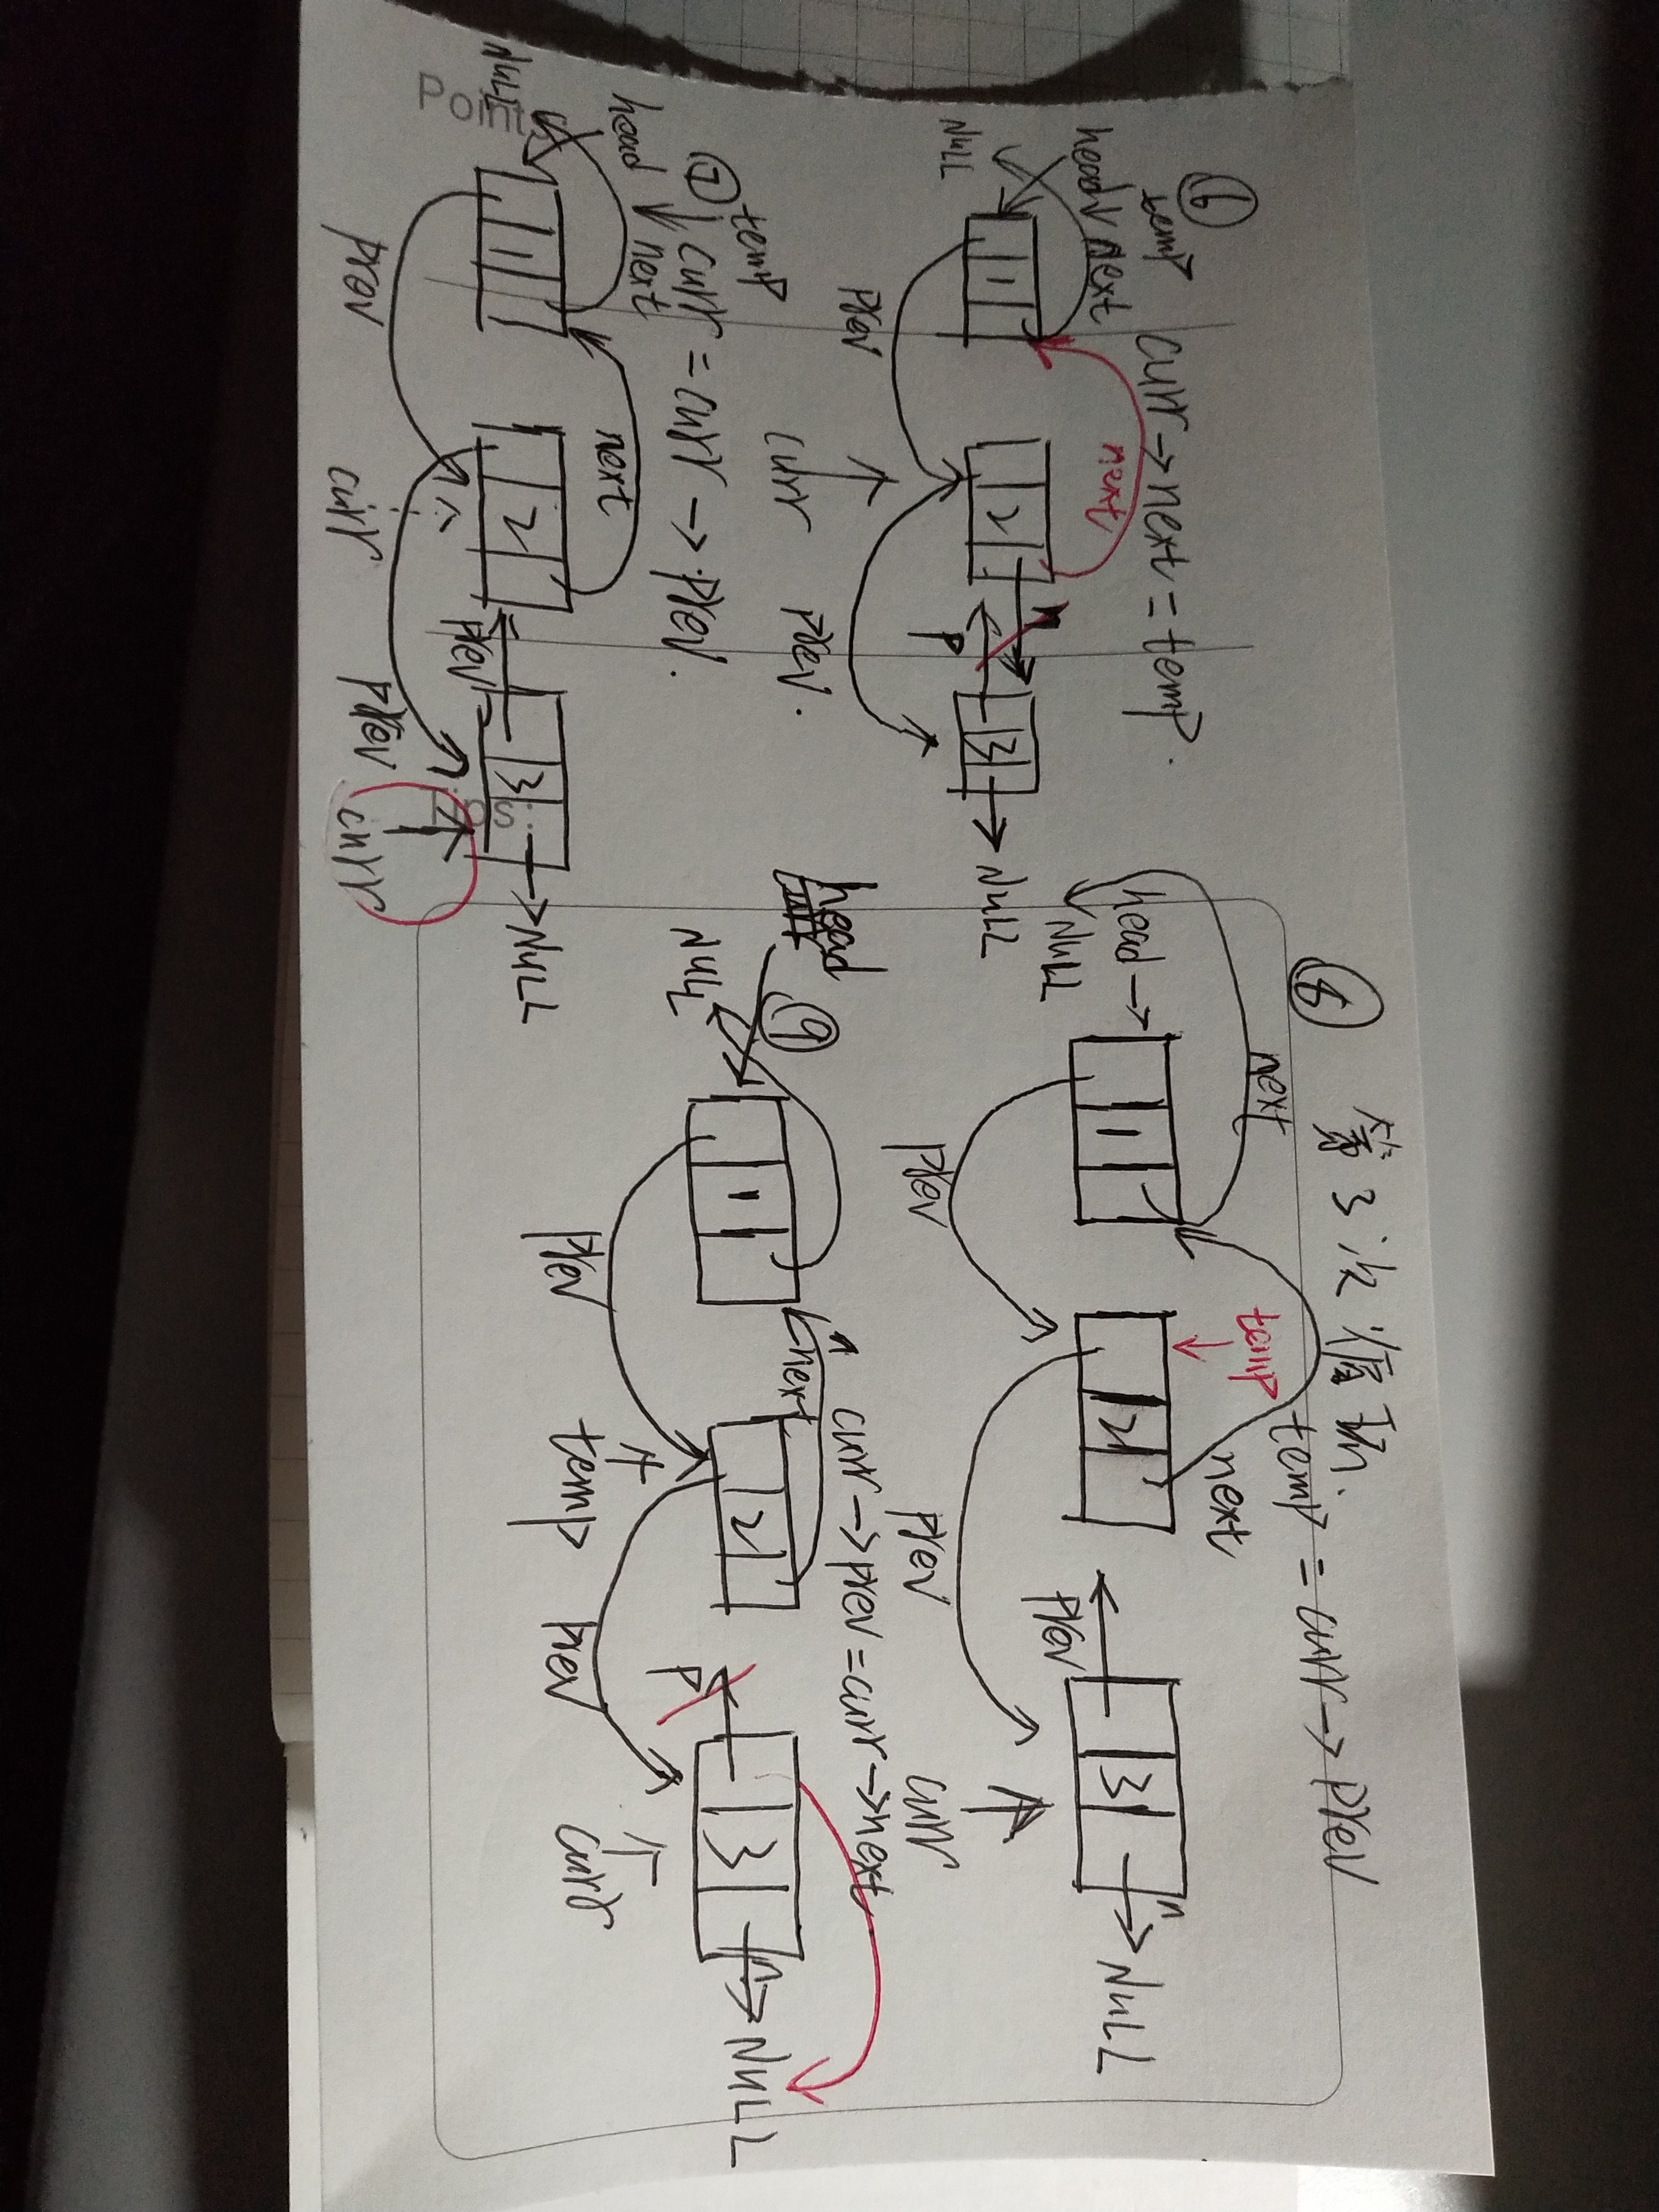 ⑥
temp
curr → next = temp.
head next
next
1
2
n
3
NULL
NULL
P
prev
curr
prev.
⑦ temp
curr = curr → prev.
head next
next
1
2
3
NULL
NULL
prev
prev
curr
prev
curr
Point
⑧ 第3次循环.
temp = curr → prev
next
temp
next
head →
1
2
3
n
NULL
NULL
prev
prev
prev
curr
curr → prev = curr → next
head
curr
⑨
n
next
1
2
3
n
NULL
NULL
P
prev
temp
prev
curr